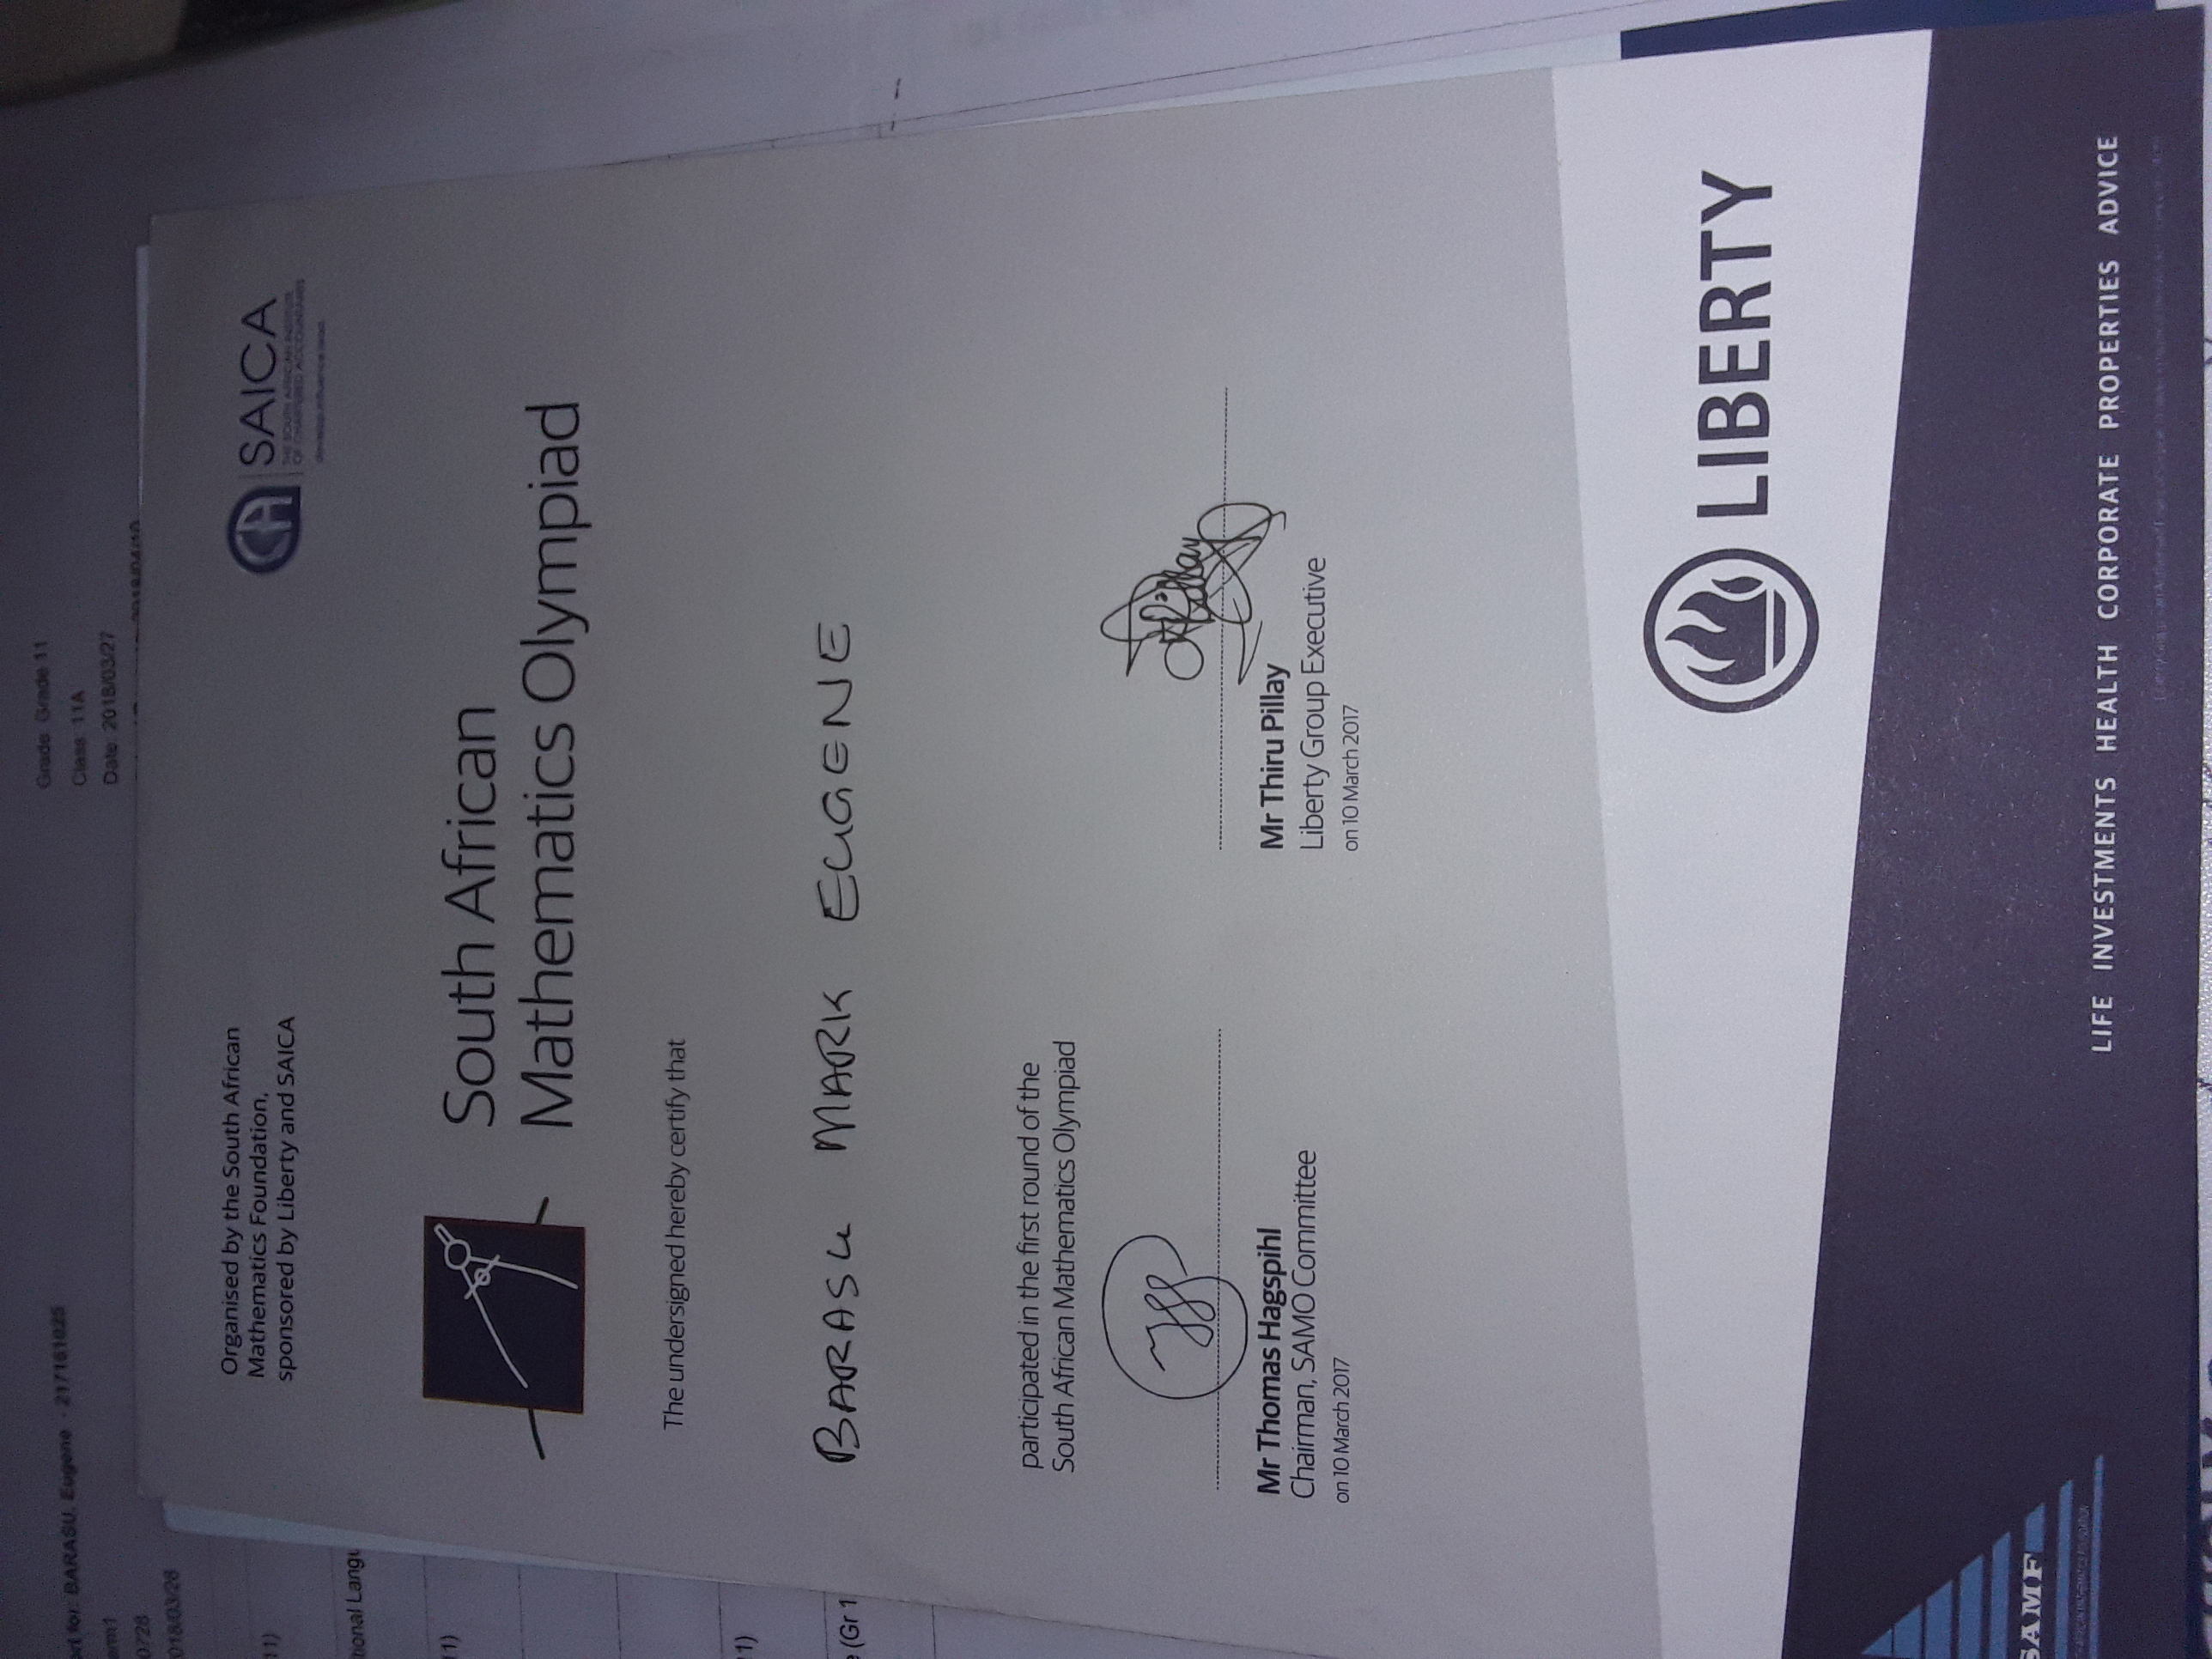 ort for: BARASU, Eugene - 217161025
Grade: Grade 11
Class: 11A
Date: 2018/03/27
erm1
0728
018/03/28
2018/04/10
11)
tional Langu
11)
11)
e (Gr 1
Organised by the South African
Mathematics Foundation,
sponsored by Liberty and SAICA
CA SAICA
THE SOUTH AFRICAN INSTITUTE
OF CHARTERED ACCOUNTANTS
develop.influence.lead.
South African
Mathematics Olympiad
The undersigned hereby certify that
BARASU MARK EUGENE
participated in the first round of the
South African Mathematics Olympiad
Mr Thomas Hagspihl
Chairman, SAMO Committee
on 10 March 2017
Mr Thiru Pillay
Liberty Group Executive
on 10 March 2017
LIBERTY
SAMF
SOUTH AFRICAN MATHEMATICS FOUNDATION
LIFE INVESTMENTS HEALTH CORPORATE PROPERTIES ADVICE